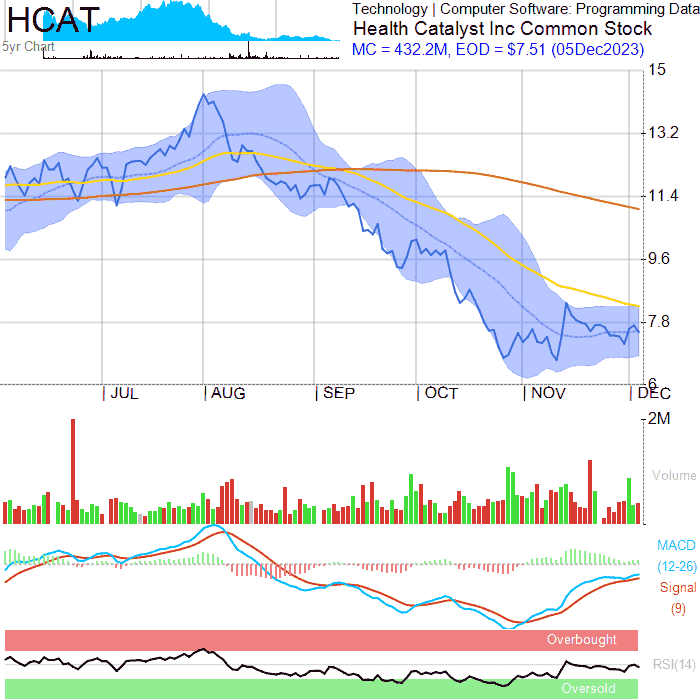 HCAT
5yr Chart
Technology | Computer Software: Programming Data
Health Catalyst Inc Common Stock
MC = 432.2M, EOD = $7.51 (05Dec2023)
15
13.2
11.4
9.6
7.8
6
JUL
AUG
SEP
OCT
NOV
DEC
2M
Volume
MACD
(12-26)
Signal
(9)
Overbought
RSI(14)
Oversold